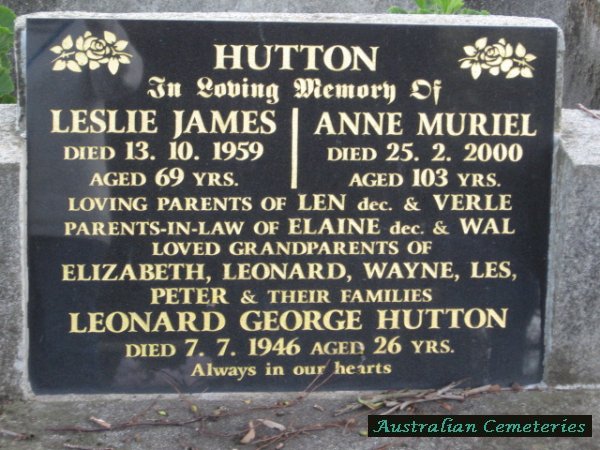 HUTTON
In Loving Memory Of
LESLIE JAMES
DIED 13. 10. 1959
AGED 69 YRS.
ANNE MURIEL
DIED 25. 2. 2000
AGED 103 YRS.
LOVING PARENTS OF LEN dec. & VERLE
PARENTS-IN-LAW OF ELAINE dec. & WAL
LOVED GRANDPARENTS OF
ELIZABETH, LEONARD, WAYNE, LES,
PETER & THEIR FAMILIES
LEONARD GEORGE HUTTON
DIED 7. 7. 1946 AGED 26 YRS.
Always in our hearts
Australian Cemeteries